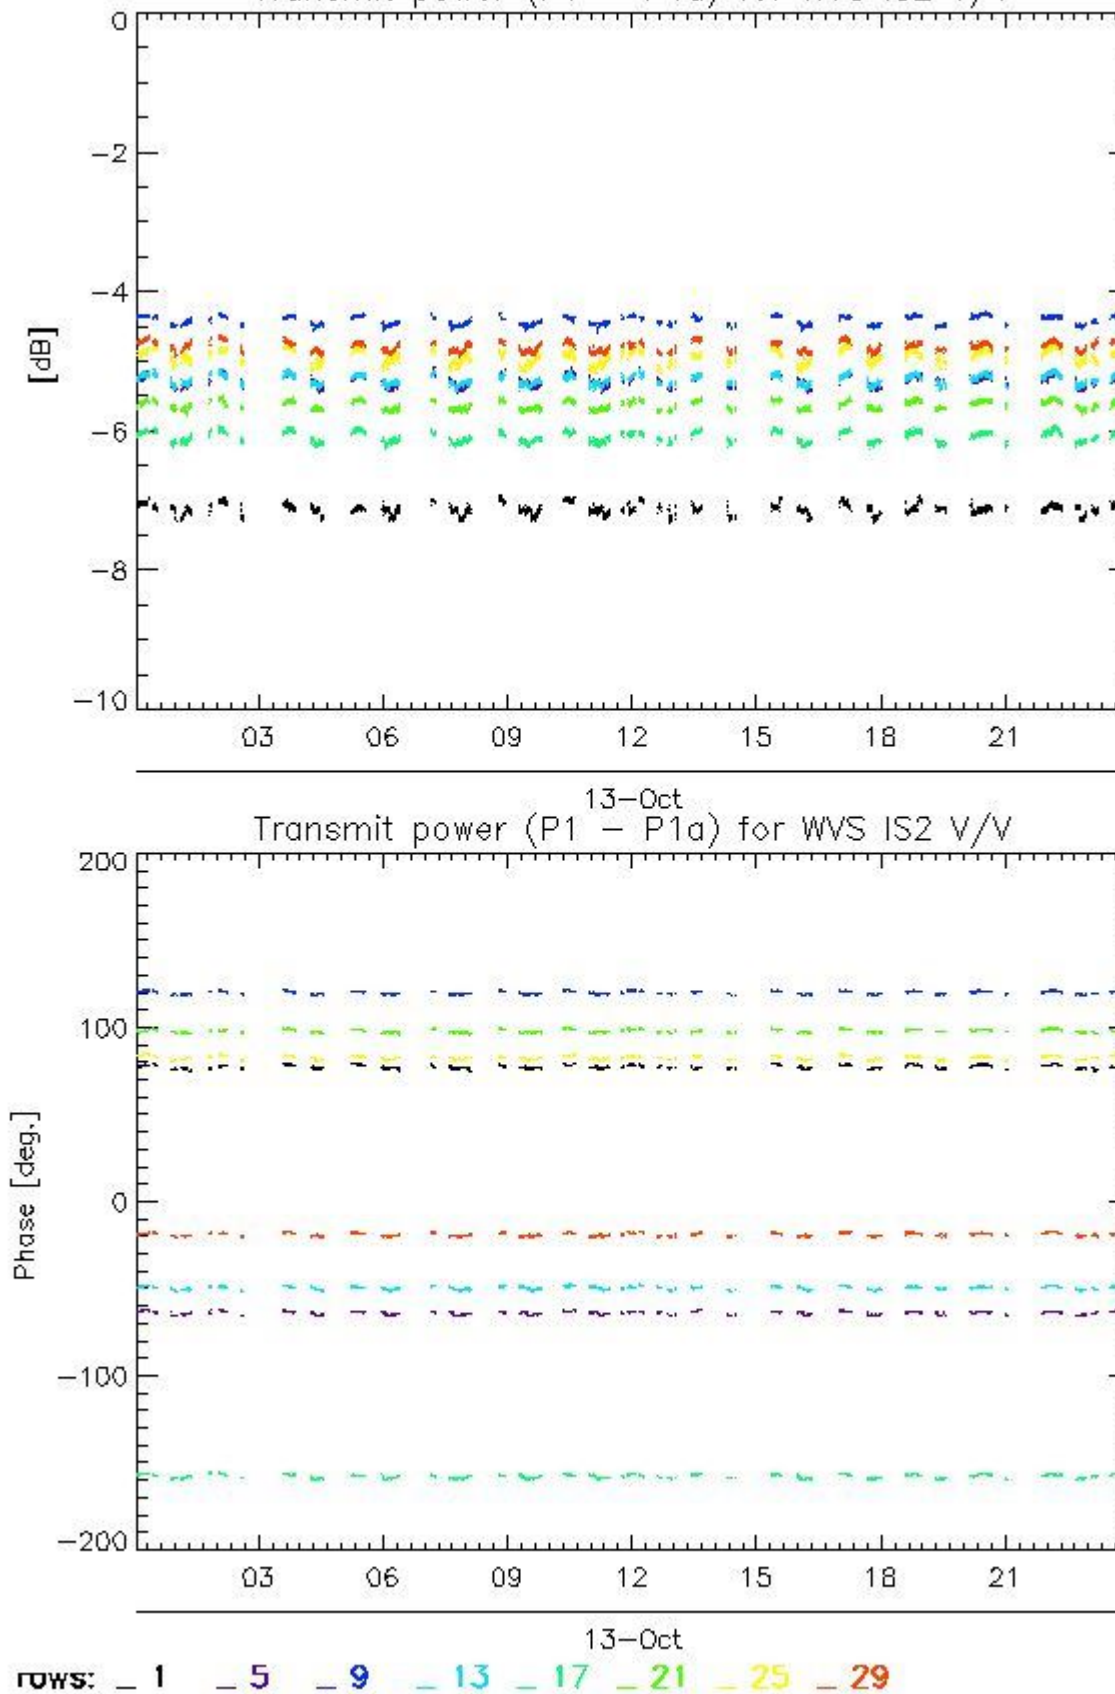 0
-2
-4
[dB]
-6
-8
-10
03 06 09 12 15 18 21
13-Oct
Transmit power (P1 - P1a) for WVS IS2 V/V
200
100
Phase [deg.]
0
-100
-200
03 06 09 12 15 18 21
13-Oct
rows: _ 1 _ 5 _ 9 _ 13 _ 17 _ 21 _ 25 _ 29